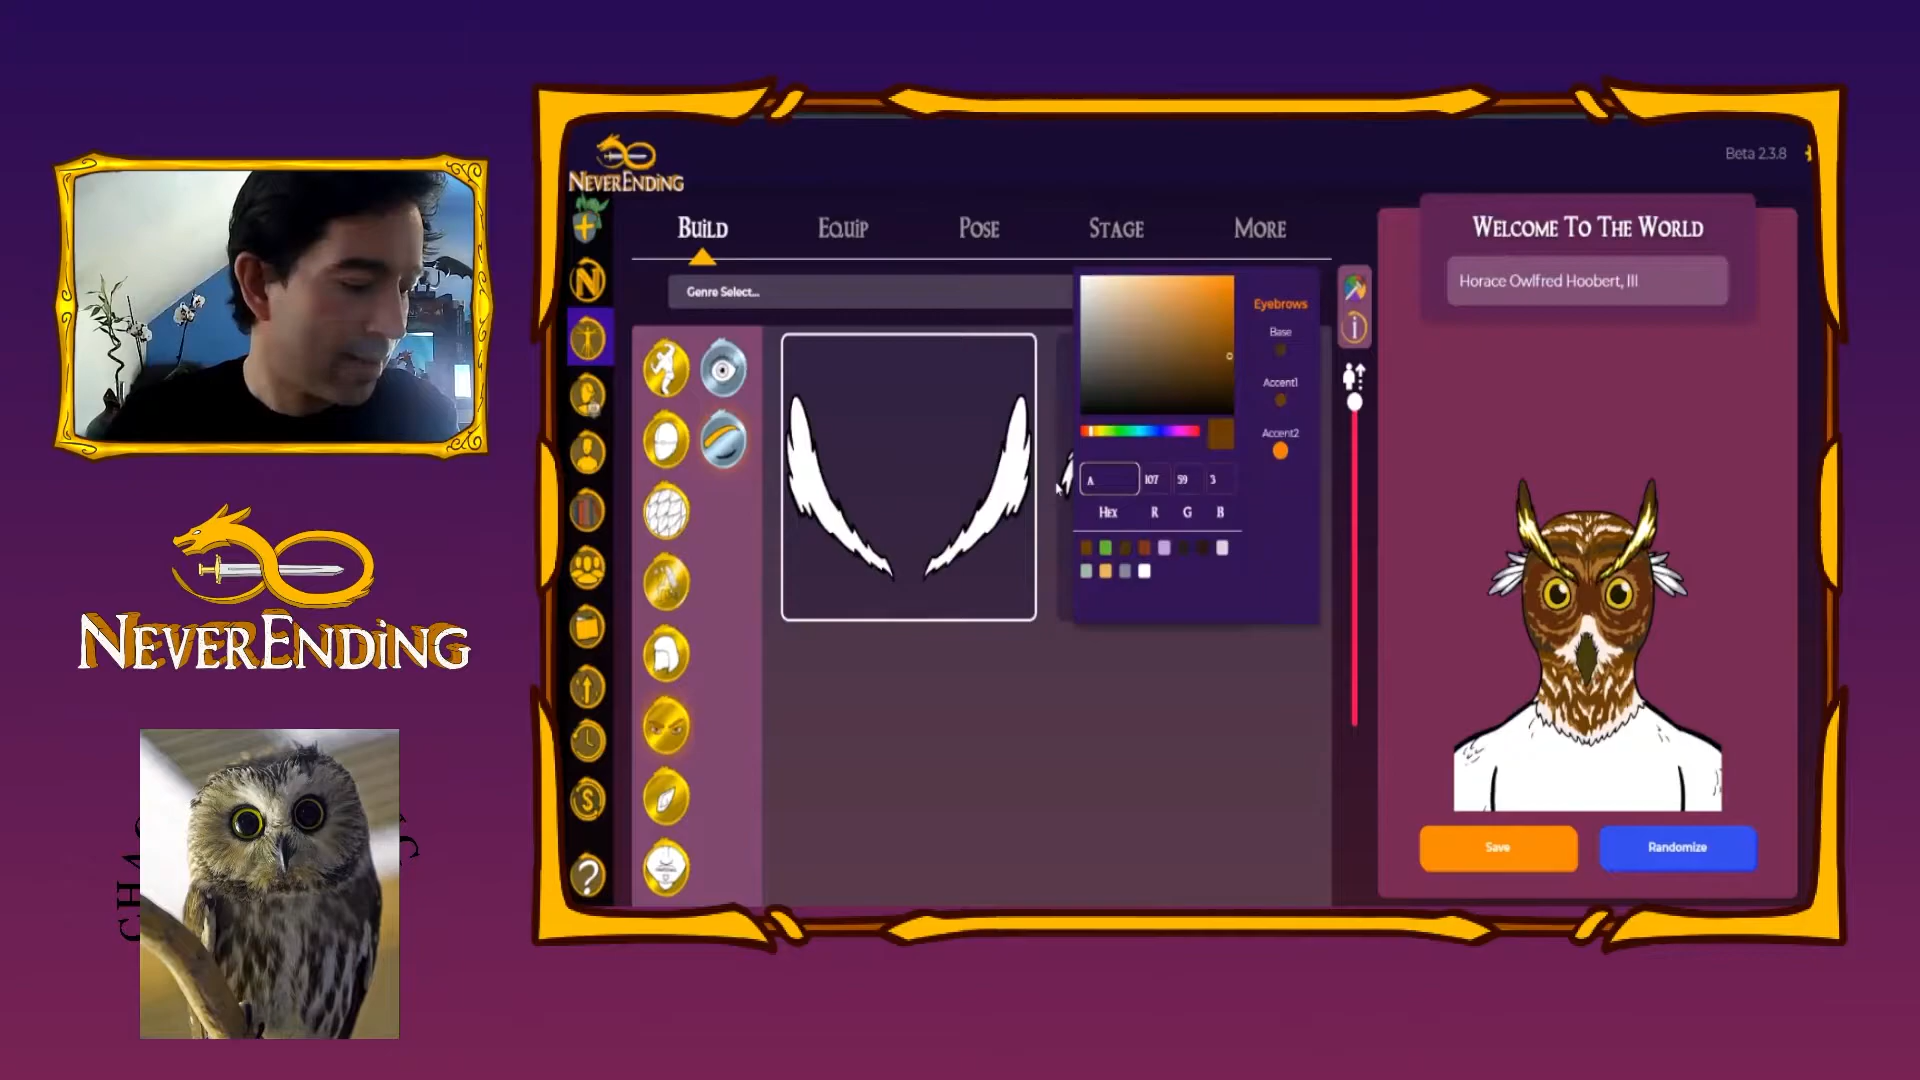 NEVERENDING
Beta 2.3.8
BUILD
EQUIP
POSE
STAGE
MORE
Genre Select...
Eyebrows
Base
Accent1
Accent2
A
107
59
3
HEX
R
G
B
WELCOME TO THE WORLD
Horace Owlfred Hoobert, III
Save
Randomize
NEVERENDING